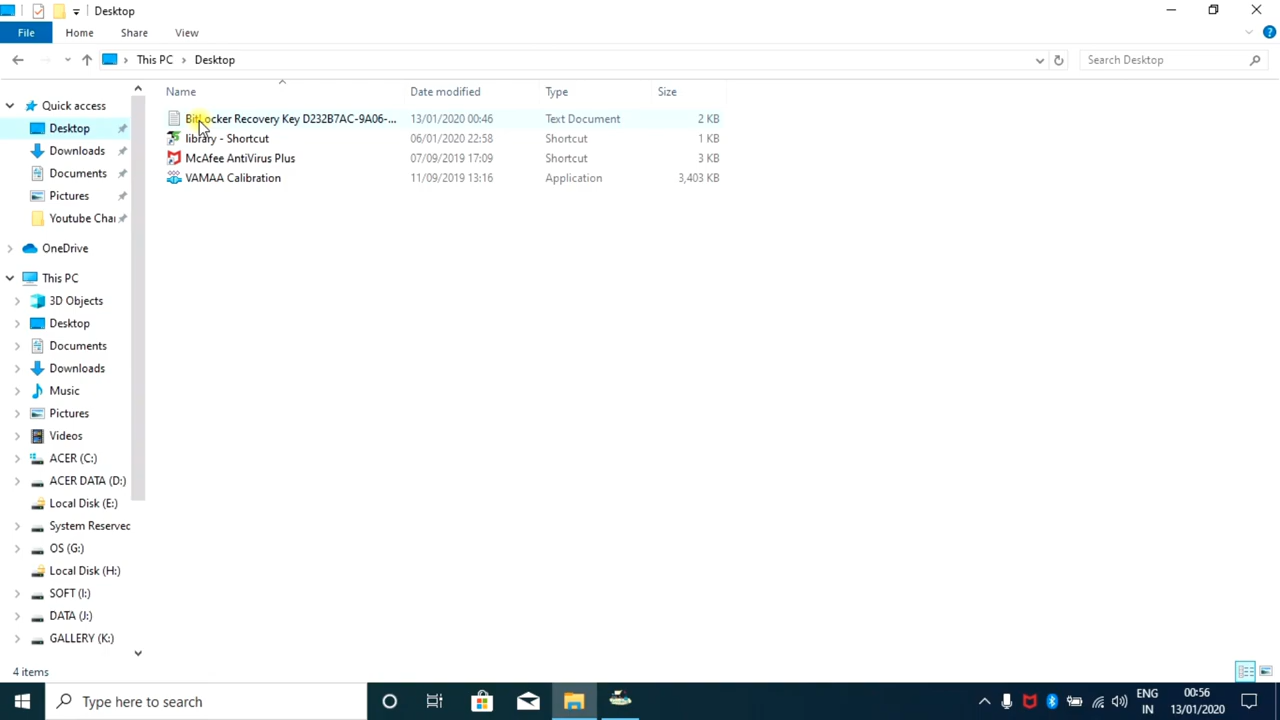 Desktop
File Home Share View
This PC Desktop Search Desktop
Name Date modified Type Size
BitLocker Recovery Key D232B7AC-9A06-... 13/01/2020 00:46 Text Document 2 KB
library - Shortcut 06/01/2020 22:58 Shortcut 1 KB
McAfee AntiVirus Plus 07/09/2019 17:09 Shortcut 3 KB
VAMAA Calibration 11/09/2019 13:16 Application 3,403 KB
Quick access
Desktop
Downloads
Documents
Pictures
Youtube Cha
OneDrive
This PC
3D Objects
Desktop
Documents
Downloads
Music
Pictures
Videos
ACER (C:)
ACER DATA (D:)
Local Disk (E:)
System Reserved
OS (G:)
Local Disk (H:)
SOFT (I:)
DATA (J:)
GALLERY (K:)
4 items
Type here to search
ENG
IN
00:56
13/01/2020